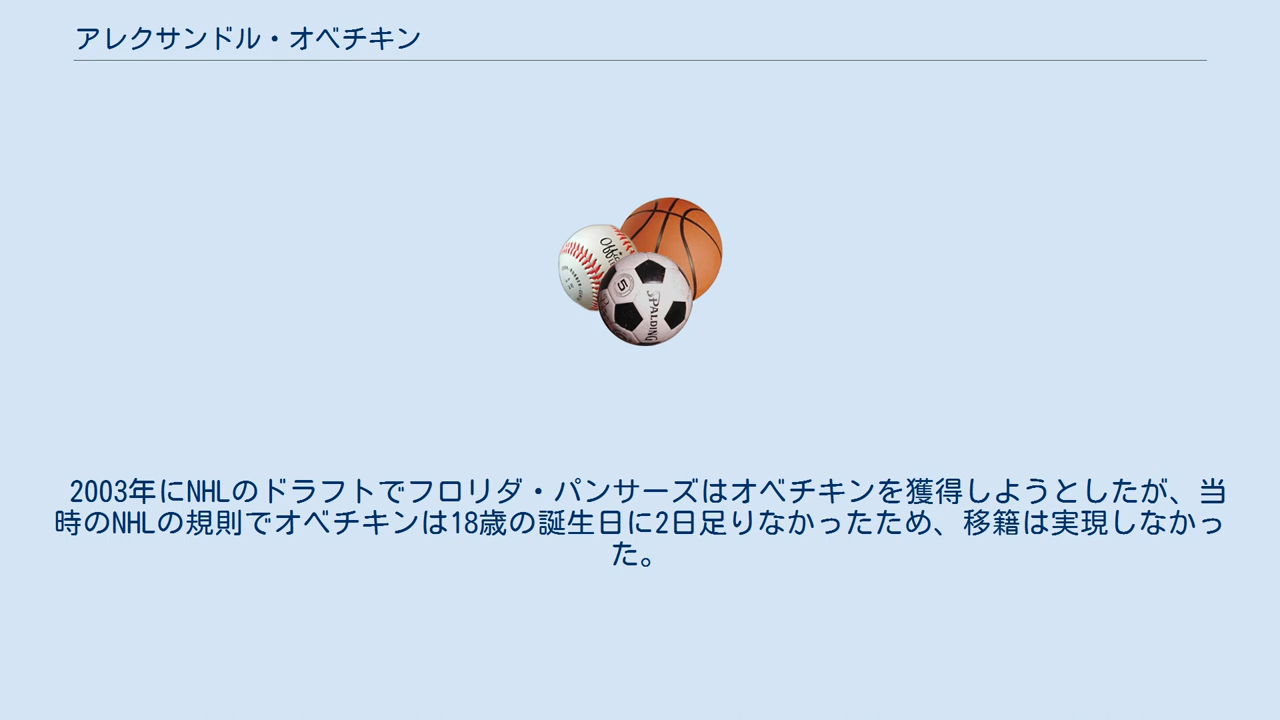 アレクサンドル・オベチキン
Offi
5
SPALDING
2003年にNHLのドラフトでフロリダ・パンサーズはオベチキンを獲得しようとしたが、当
時のNHLの規則でオベチキンは18歳の誕生日に2日足りなかったため、移籍は実現しなかっ
た。